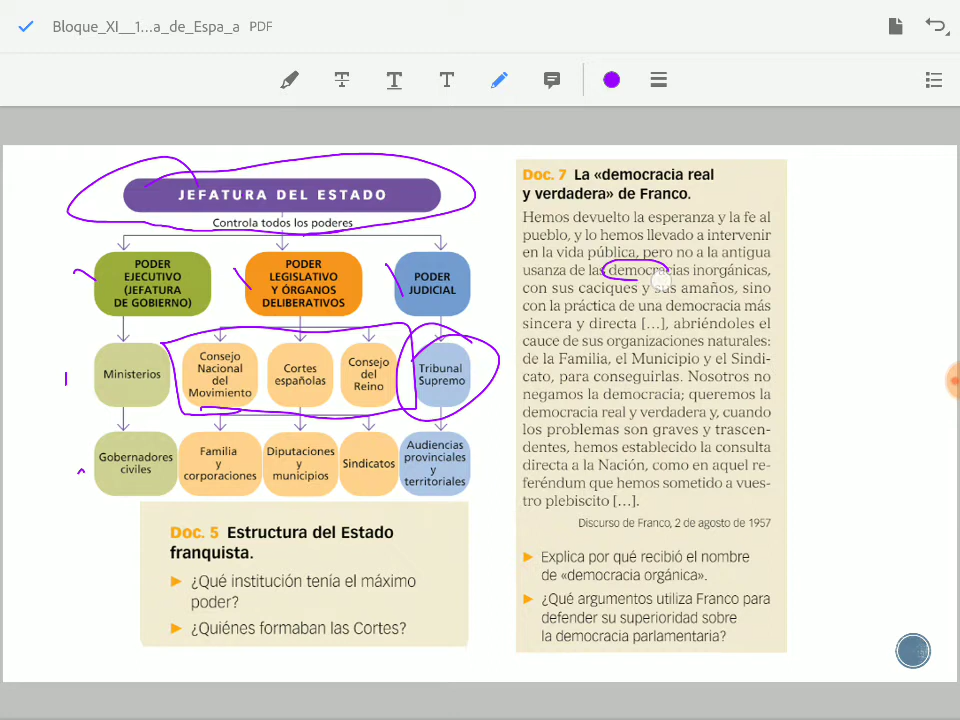 Bloque_XI__1...a_de_Espa_a PDF
JEFATURA DEL ESTADO
Controla todos los poderes
PODER
EJECUTIVO
(JEFATURA
DE GOBIERNO)
PODER
LEGISLATIVO
Y ÓRGANOS
DELIBERATIVOS
PODER
JUDICIAL
Ministerios
Consejo
Nacional
del
Movimiento
Cortes
españolas
Consejo
del
Reino
Tribunal
Supremo
Gobernadores
civiles
Familia
y
corporaciones
Diputaciones
y
municipios
Sindicatos
Audiencias
provinciales
y
territoriales
Doc. 5 Estructura del Estado
franquista.
► ¿Qué institución tenía el máximo
poder?
► ¿Quiénes formaban las Cortes?
Doc. 7 La «democracia real
y verdadera» de Franco.
Hemos devuelto la esperanza y la fe al
pueblo, y lo hemos llevado a intervenir
en la vida pública, pero no a la antigua
usanza de las democracias inorgánicas,
con sus caciques y sus amaños, sino
con la práctica de una democracia más
sincera y directa [...], abriéndoles el
cauce de sus organizaciones naturales:
de la Familia, el Municipio y el Sindi-
cato, para conseguirlas. Nosotros no
negamos la democracia; queremos la
democracia real y verdadera y, cuando
los problemas son graves y trascen-
dentes, hemos establecido la consulta
directa a la Nación, como en aquel re-
feréndum que hemos sometido a vues-
tro plebiscito [...].
Discurso de Franco, 2 de agosto de 1957
► Explica por qué recibió el nombre
de «democracia orgánica».
► ¿Qué argumentos utiliza Franco para
defender su superioridad sobre
la democracia parlamentaria?